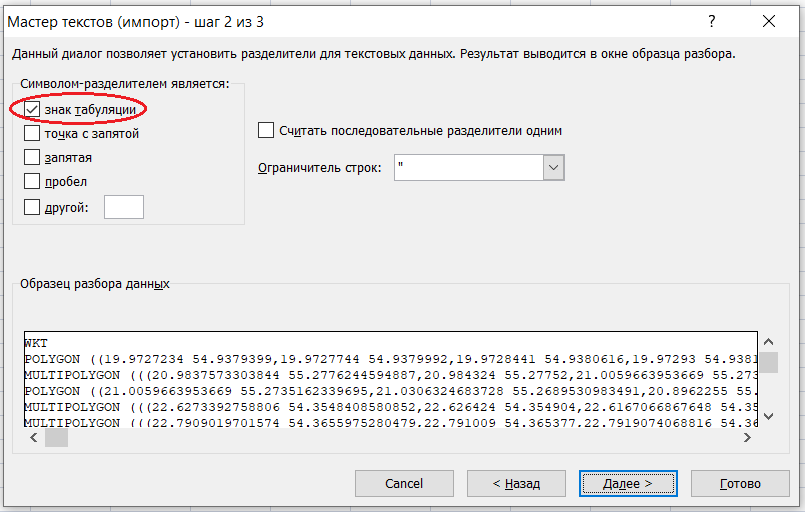 Мастер текстов (импорт) - шаг 2 из 3
?
Данный диалог позволяет установить разделители для текстовых данных. Результат выводится в окне образца разбора.
Символом-разделителем является:
знак табуляции
точка с запятой
запятая
пробел
другой:
Считать последовательные разделители одним
Ограничитель строк: "
Образец разбора данных
WKT
POLYGON ((19.9727234 54.9379399,19.9727744 54.9379992,19.9728441 54.9380616,19.97293 54.9381
MULTIPOLYGON (((20.9837573303844 55.2776244594887,20.984324 55.27752,21.0059663953669 55.273
POLYGON ((21.0059663953669 55.2735162339695,21.0306324683728 55.2689530983491,20.8962255 55.
MULTIPOLYGON (((22.6273392758806 54.3548408580852,22.626424 54.354904,22.6167066867648 54.35
MULTIPOLYGON (((22.7909019701574 54.3655975280479,22.791009 54.365377,22.7919074068816 54.36
Cancel
< Назад
Далее >
Готово